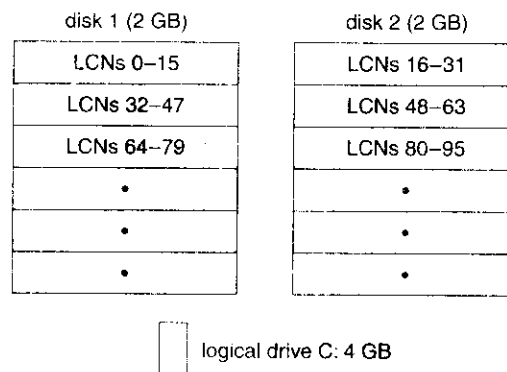 disk 1 (2 GB) disk 2 (2 GB)
LCNs 0–15 LCNs 16–31
LCNs 32–47 LCNs 48–63
LCNs 64–79 LCNs 80–95
logical drive C: 4 GB